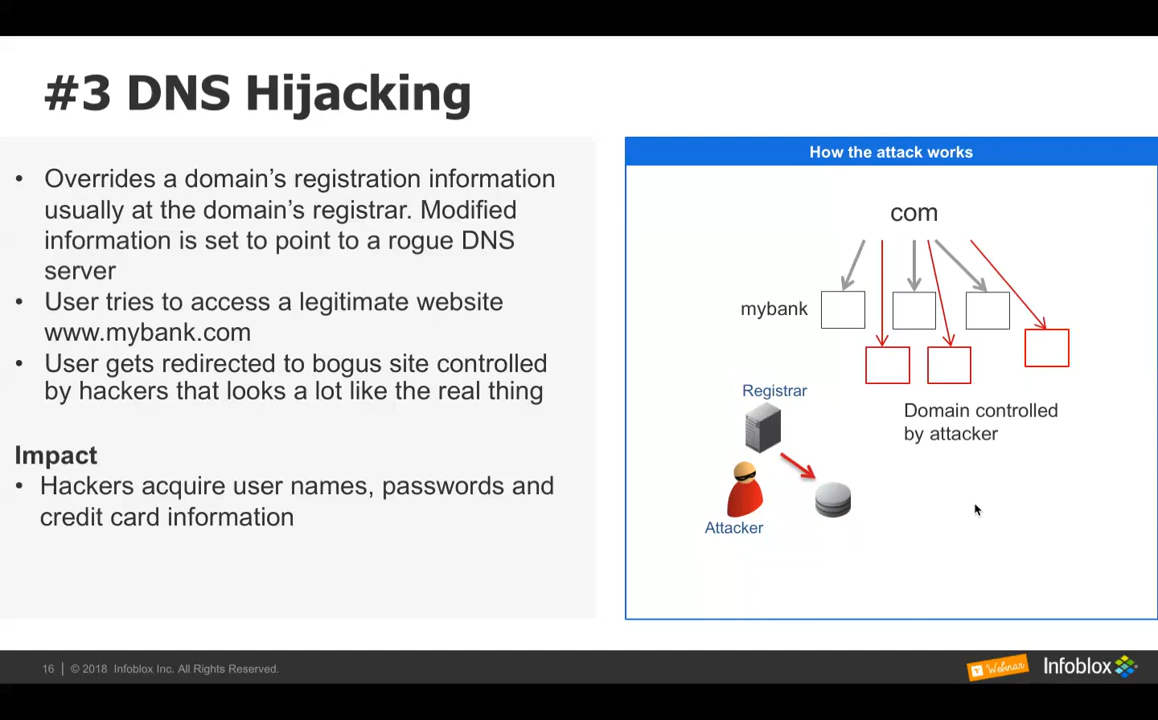 #3 DNS Hijacking
• Overrides a domain's registration information
usually at the domain's registrar. Modified
information is set to point to a rogue DNS
server
• User tries to access a legitimate website
www.mybank.com
• User gets redirected to bogus site controlled
by hackers that looks a lot like the real thing
Impact
• Hackers acquire user names, passwords and
credit card information
How the attack works
com
mybank
Registrar
Domain controlled
by attacker
Attacker
16 | © 2018 Infoblox Inc. All Rights Reserved.
Webinar
Infoblox